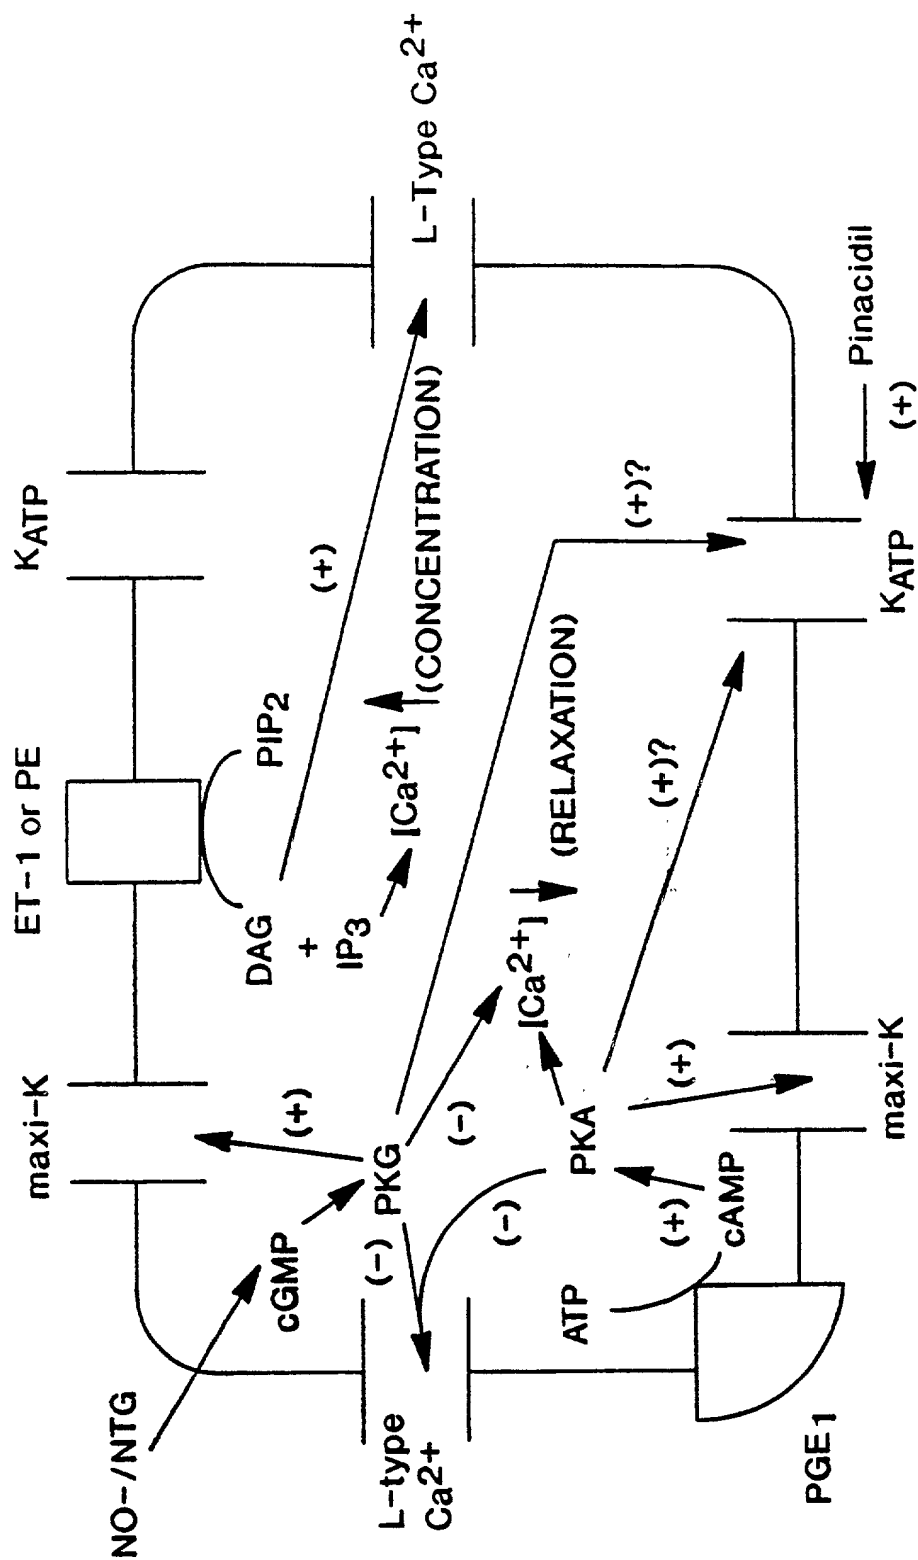 NO-/NTG
maxi-K
ET-1 or PE
KATP
cGMP
(+)
DAG
+
IP3
PIP2
(+)
L-type
Ca2+
(-)
PKG
(-)
[Ca2+]
(CONCENTRATION)
L-Type Ca2+
(-)
[Ca2+]
(RELAXATION)
ATP
(+)
cAMP
PKA
(+)
(+)?
(+)?
PGE1
maxi-K
KATP
Pinacidil
(+)